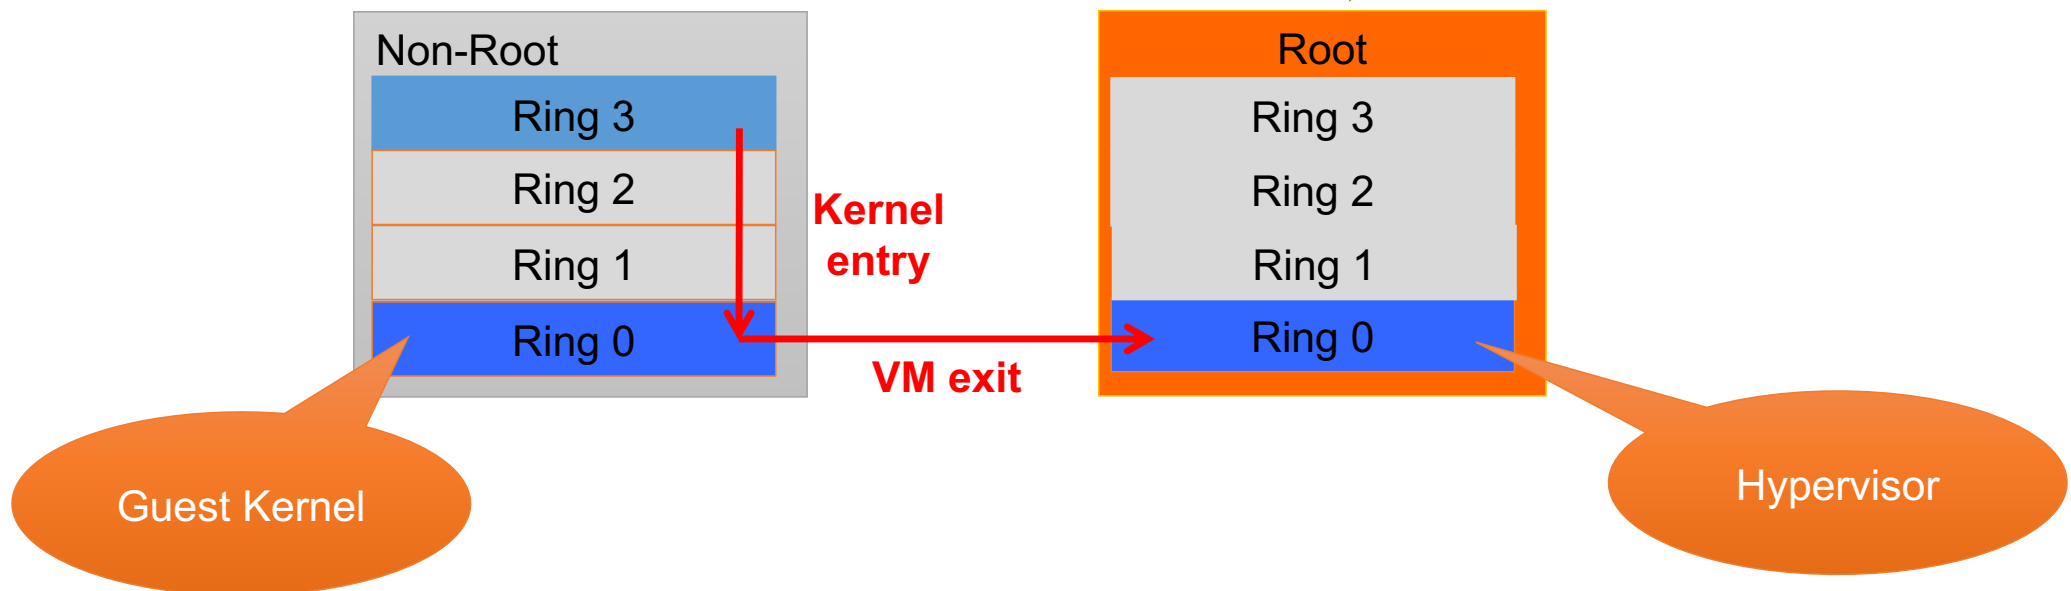 Non-Root
Ring 3
Ring 2
Ring 1
Ring 0
Kernel
entry
VM exit
Root
Ring 3
Ring 2
Ring 1
Ring 0
Guest Kernel
Hypervisor